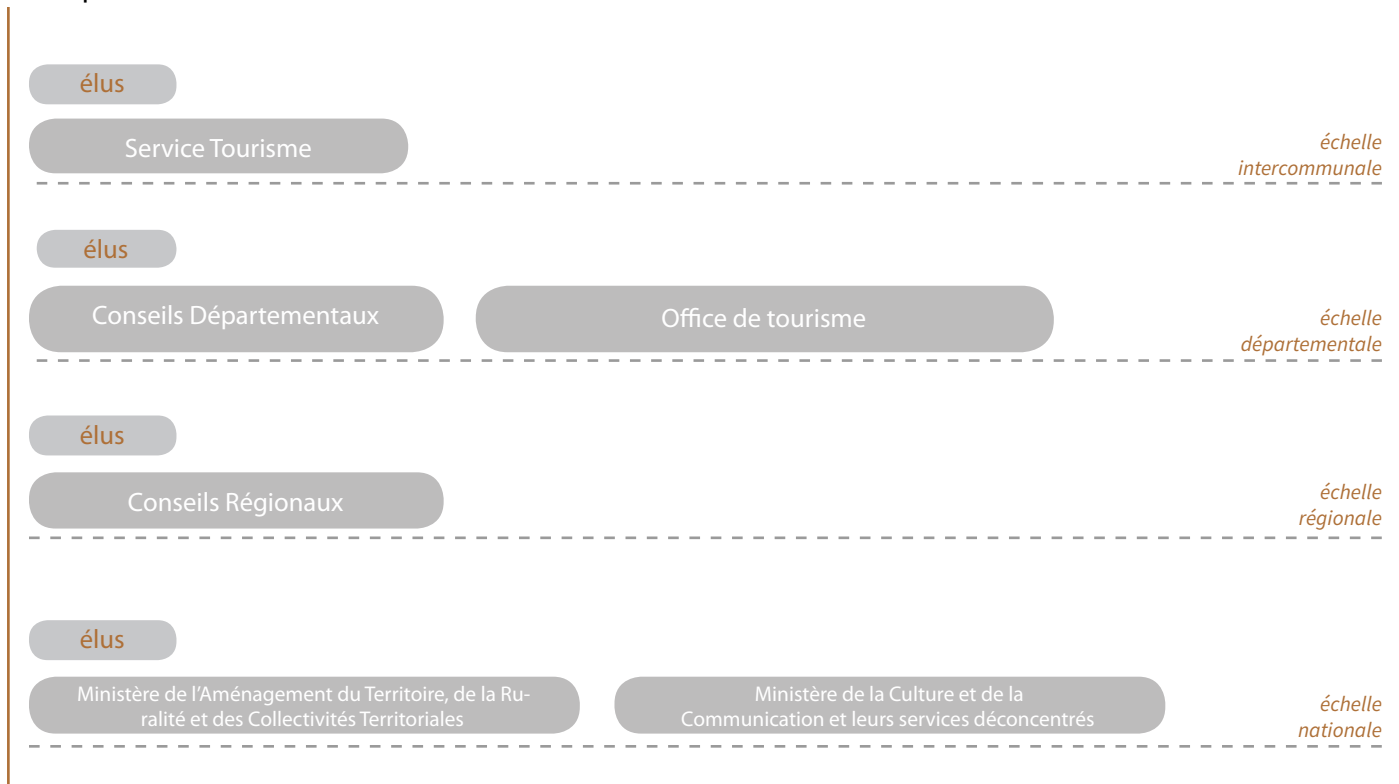 élus
Service Tourisme
échelle
intercommunale
élus
Conseils Départementaux
Office de tourisme
échelle
départementale
élus
Conseils Régionaux
échelle
régionale
élus
Ministère de l'Aménagement du Territoire, de la Ru-
ralité et des Collectivités Territoriales
Ministère de la Culture et de la
Communication et leurs services déconcentrés
échelle
nationale